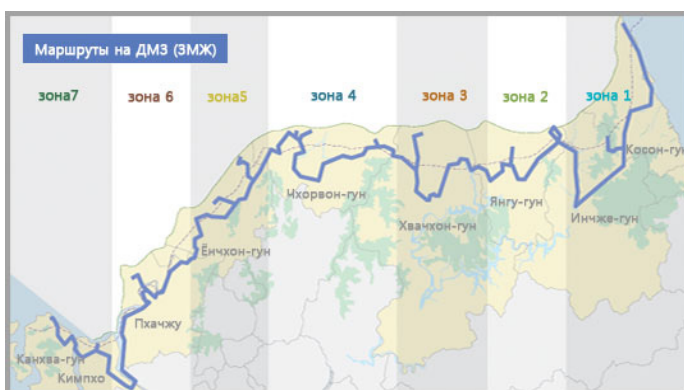 Маршруты на ДМЗ (ЗМЖ)
зона7 зона 6 зона5 зона 4 зона 3 зона 2 зона 1
Косон-гун
Чхорвон-гун
Янгу-гун
Инчже-гун
Хвачхон-гун
Ёнчхон-гун
Пхачжу
Канхва-гун
Кимпхо